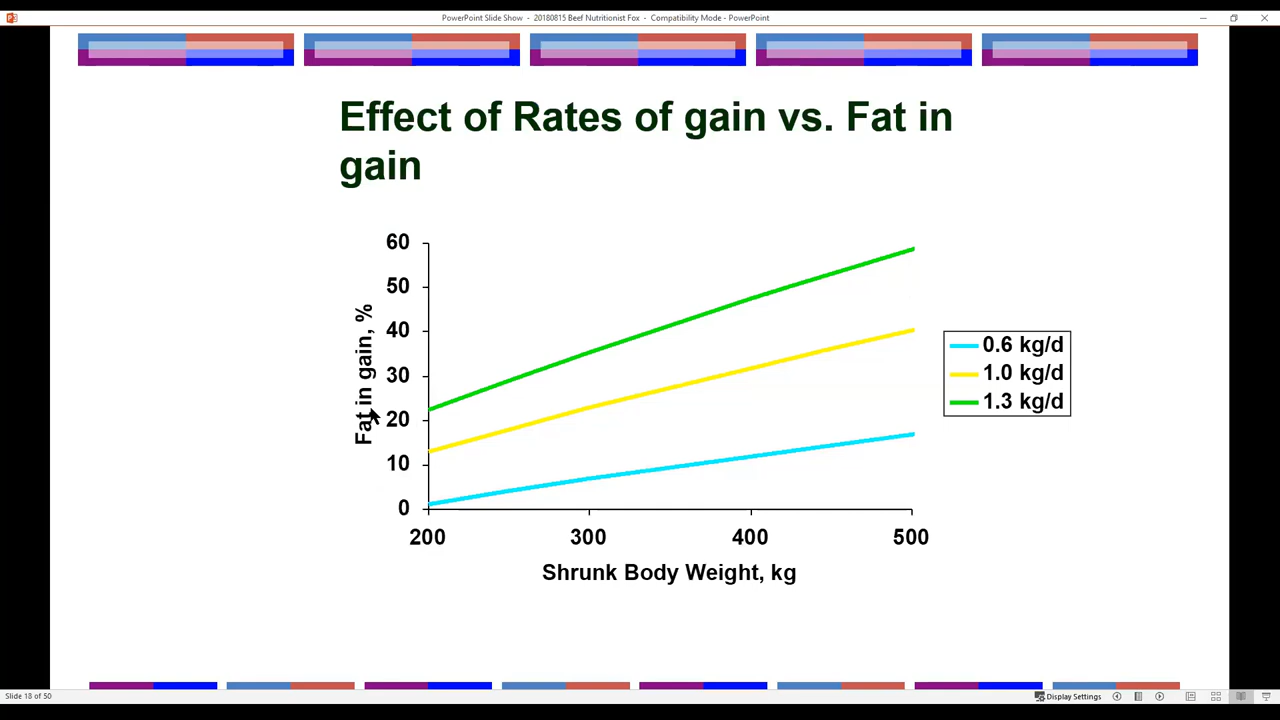 PowerPoint Slide Show - 20180815 Beef Nutritionist Fox - Compatibility Mode - PowerPoint
Effect of Rates of gain vs. Fat in
gain
Fat in gain, %
60
50
40
30
20
10
0
200 300 400 500
Shrunk Body Weight, kg
0.6 kg/d
1.0 kg/d
1.3 kg/d
Slide 18 of 50
Display Settings